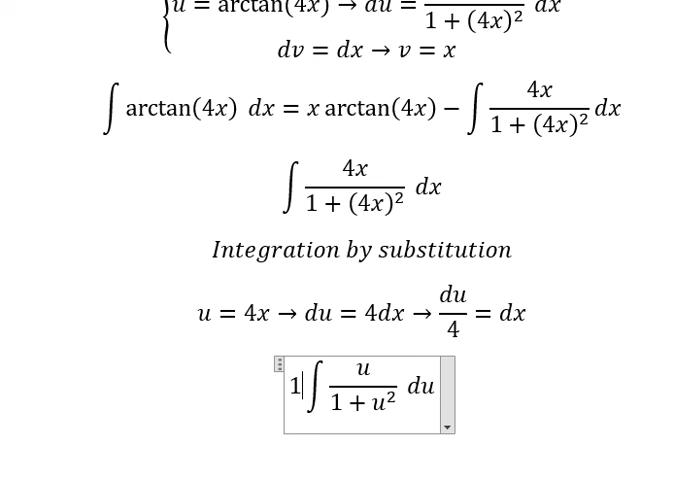 u = arctan(4x) → du = 1 + (4x)² dx
dv = dx → v = x
∫ arctan(4x) dx = x arctan(4x) − ∫ 4x / 1 + (4x)² dx
∫ 4x / 1 + (4x)² dx
Integration by substitution
u = 4x → du = 4dx → du / 4 = dx
1 ∫ u / 1 + u² du